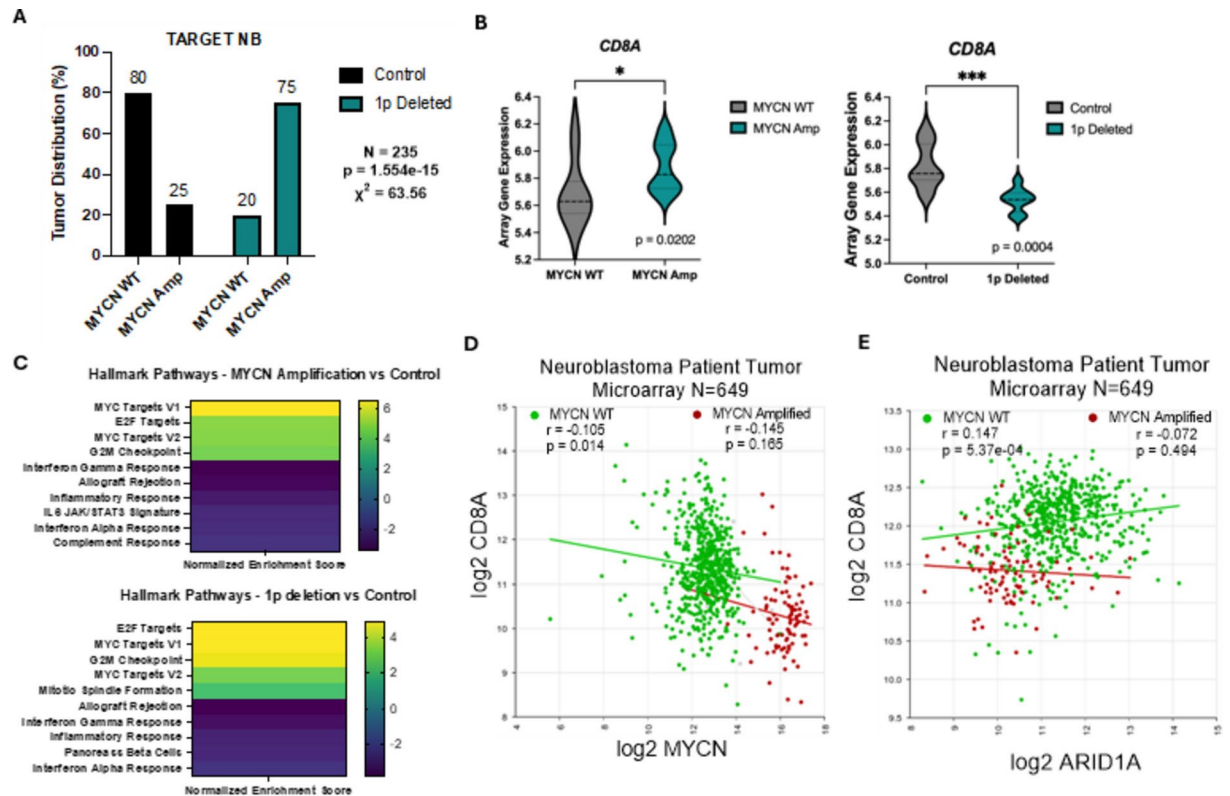 A
TARGET NB
Tumor Distribution (%)
100
80
60
40
20
0
80
25
20
75
MYCN WT
MYCN Amp
MYCN WT
MYCN Amp
Control
1p Deleted
N = 235
p = 1.554e-15
χ² = 63.56
B
CD8A
*
Array Gene Expression
6.4
6.2
6.0
5.8
5.6
5.4
5.2
p = 0.0202
MYCN WT
MYCN Amp
MYCN WT
MYCN Amp
CD8A
***
Array Gene Expression
6.4
6.2
6.0
5.8
5.6
5.4
5.2
5.0
p = 0.0004
Control
1p Deleted
Control
1p Deleted
C
Hallmark Pathways - MYCN Amplification vs Control
MYC Targets V1
E2F Targets
MYC Targets V2
G2M Checkpoint
Interferon Gamma Response
Allograft Rejection
Inflammatory Response
IL6 JAK/STAT3 Signature
Interferon Alpha Response
Complement Response
Normalized Enrichment Score
6
4
2
0
-2
Hallmark Pathways - 1p deletion vs Control
E2F Targets
MYC Targets V1
G2M Checkpoint
MYC Targets V2
Mitotio Spindle Formation
Allograft Rejection
Interferon Gamma Response
Inflammatory Response
Panoreass Beta Cells
Interferon Alpha Response
Normalized Enrichment Score
4
2
0
-2
D
Neuroblastoma Patient Tumor
Microarray N=649
MYCN WT
r = -0.105
p = 0.014
MYCN Amplified
r = -0.145
p = 0.165
log2 CD8A
15
14
13
12
11
10
9
8
4
6
8
10
12
14
16
18
log2 MYCN
E
Neuroblastoma Patient Tumor
Microarray N=649
MYCN WT
r = 0.147
p = 5.37e-04
MYCN Amplified
r = -0.072
p = 0.494
log2 CD8A
13.5
13.0
12.5
12.0
11.5
11.0
10.5
10.0
9.5
8
9
10
11
12
13
14
15
log2 ARID1A